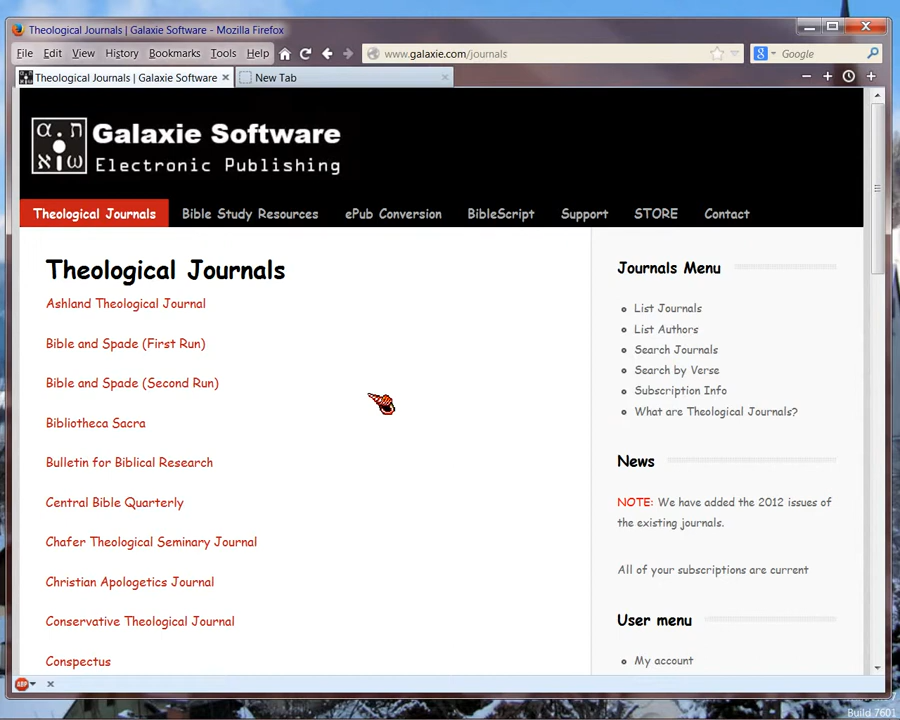 Theological Journals | Galaxie Software - Mozilla Firefox
File Edit View History Bookmarks Tools Help www.galaxie.com/journals Google
Theological Journals | Galaxie Software New Tab
Galaxie Software
Electronic Publishing
Theological Journals Bible Study Resources ePub Conversion BibleScript Support STORE Contact
Theological Journals
Ashland Theological Journal
Bible and Spade (First Run)
Bible and Spade (Second Run)
Bibliotheca Sacra
Bulletin for Biblical Research
Central Bible Quarterly
Chafer Theological Seminary Journal
Christian Apologetics Journal
Conservative Theological Journal
Conspectus
Journals Menu
List Journals
List Authors
Search Journals
Search by Verse
Subscription Info
What are Theological Journals?
News
NOTE: We have added the 2012 issues of
the existing journals.
All of your subscriptions are current
User menu
My account
ABP
Build 7601